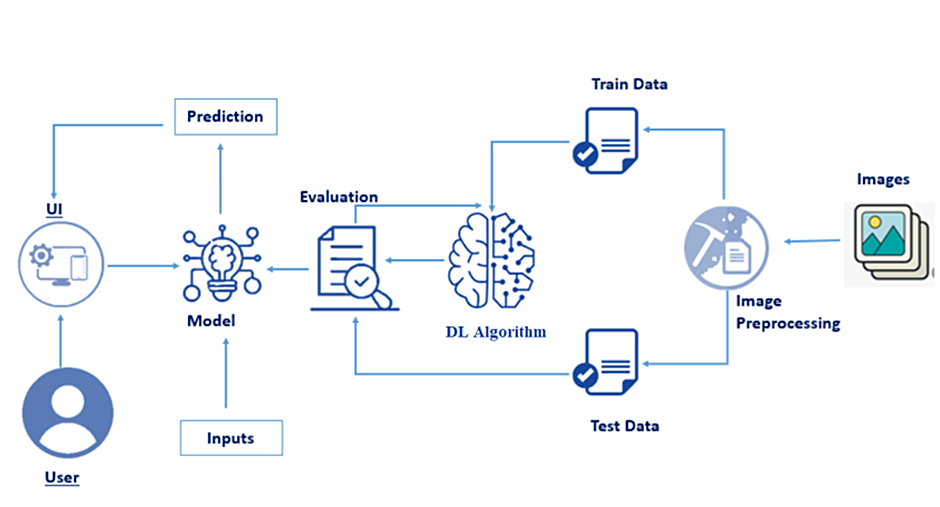 Train Data
Prediction
Images
Evaluation
UI
Image
Preprocessing
Model
DL Algorithm
Test Data
Inputs
User